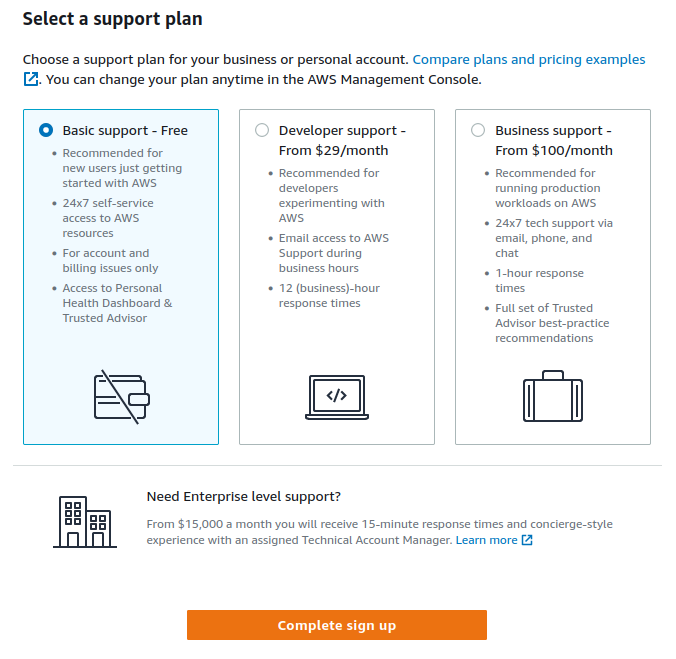 Select a support plan
Choose a support plan for your business or personal account. Compare plans and pricing examples
. You can change your plan anytime in the AWS Management Console.
Basic support - Free
• Recommended for
new users just getting
started with AWS
• 24x7 self-service
access to AWS
resources
• For account and
billing issues only
• Access to Personal
Health Dashboard &
Trusted Advisor
Developer support -
From $29/month
• Recommended for
developers
experimenting with
AWS
• Email access to AWS
Support during
business hours
• 12 (business)-hour
response times
</>
Business support -
From $100/month
• Recommended for
running production
workloads on AWS
• 24x7 tech support via
email, phone, and
chat
• 1-hour response
times
• Full set of Trusted
Advisor best-practice
recommendations
Need Enterprise level support?
From $15,000 a month you will receive 15-minute response times and concierge-style
experience with an assigned Technical Account Manager. Learn more
Complete sign up